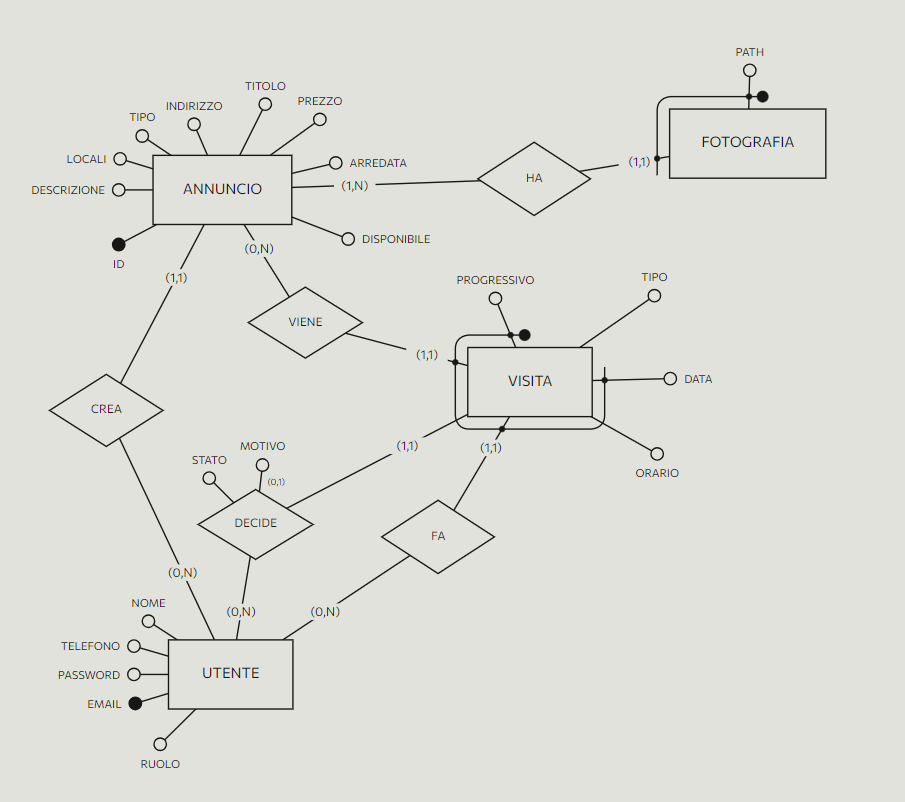 PATH
TITOLO
PREZZO
INDIRIZZO
TIPO
FOTOGRAFIA
LOCALI
ARREDATA
(1,1)
HA
DESCRIZIONE
ANNUNCIO
(1,N)
DISPONIBILE
(0,N)
ID
(1,1)
PROGRESSIVO
TIPO
VIENE
(1,1)
VISITA
DATA
CREA
MOTIVO
(1,1)
(1,1)
STATO
ORARIO
(0,1)
DECIDE
FA
(0,N)
NOME
(0,N)
(0,N)
TELEFONO
PASSWORD
UTENTE
EMAIL
RUOLO